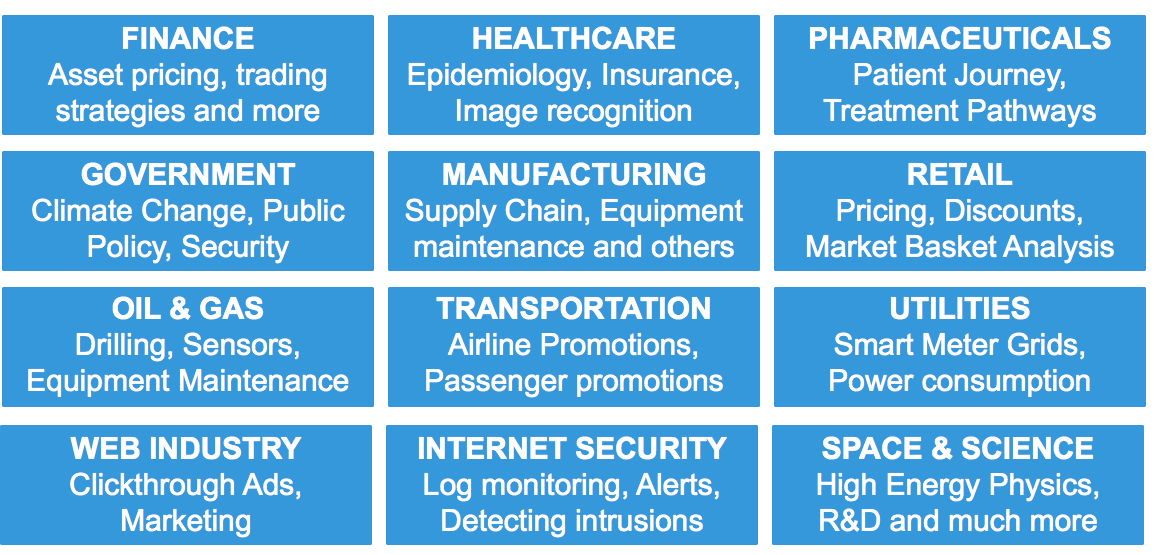 FINANCE
Asset pricing, trading
strategies and more
HEALTHCARE
Epidemiology, Insurance,
Image recognition
PHARMACEUTICALS
Patient Journey,
Treatment Pathways
GOVERNMENT
Climate Change, Public
Policy, Security
MANUFACTURING
Supply Chain, Equipment
maintenance and others
RETAIL
Pricing, Discounts,
Market Basket Analysis
OIL & GAS
Drilling, Sensors,
Equipment Maintenance
TRANSPORTATION
Airline Promotions,
Passenger promotions
UTILITIES
Smart Meter Grids,
Power consumption
WEB INDUSTRY
Clickthrough Ads,
Marketing
INTERNET SECURITY
Log monitoring, Alerts,
Detecting intrusions
SPACE & SCIENCE
High Energy Physics,
R&D and much more